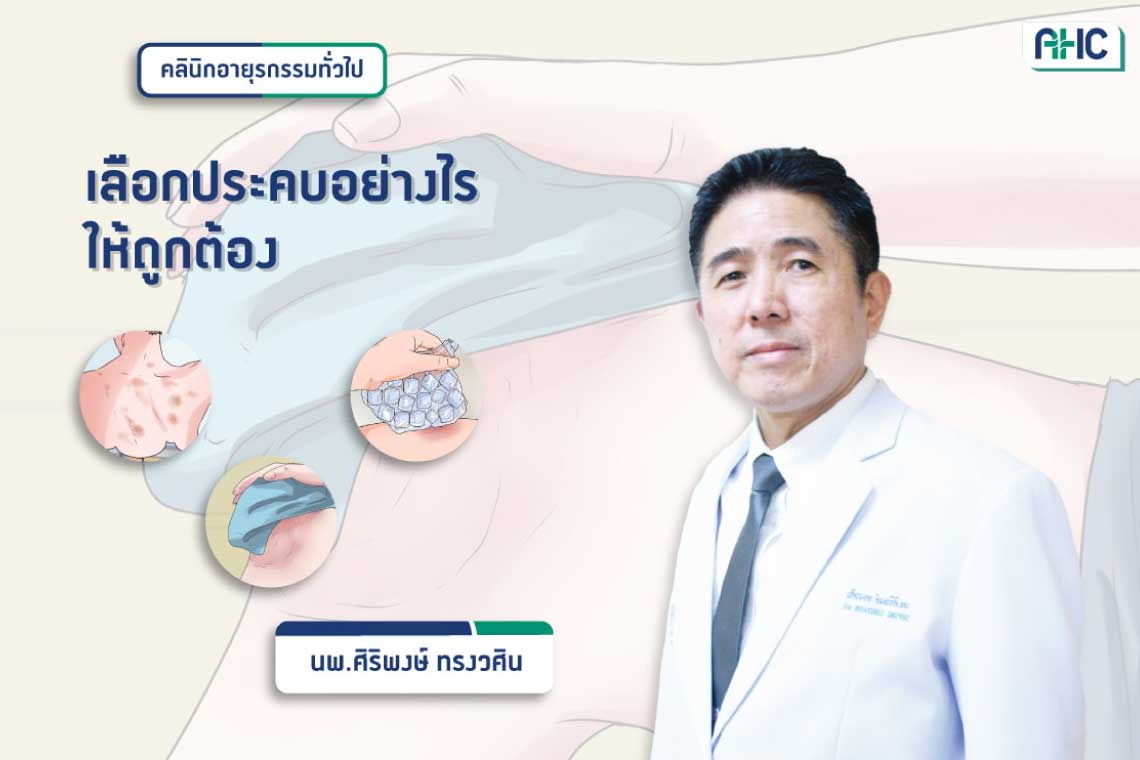 AHC
คลินิกอายุรกรรมทั่วไป
เลือกประคบอย่างไร
ให้ถูกต้อง
นพ.ศิริพงษ์ ทรงวศิน